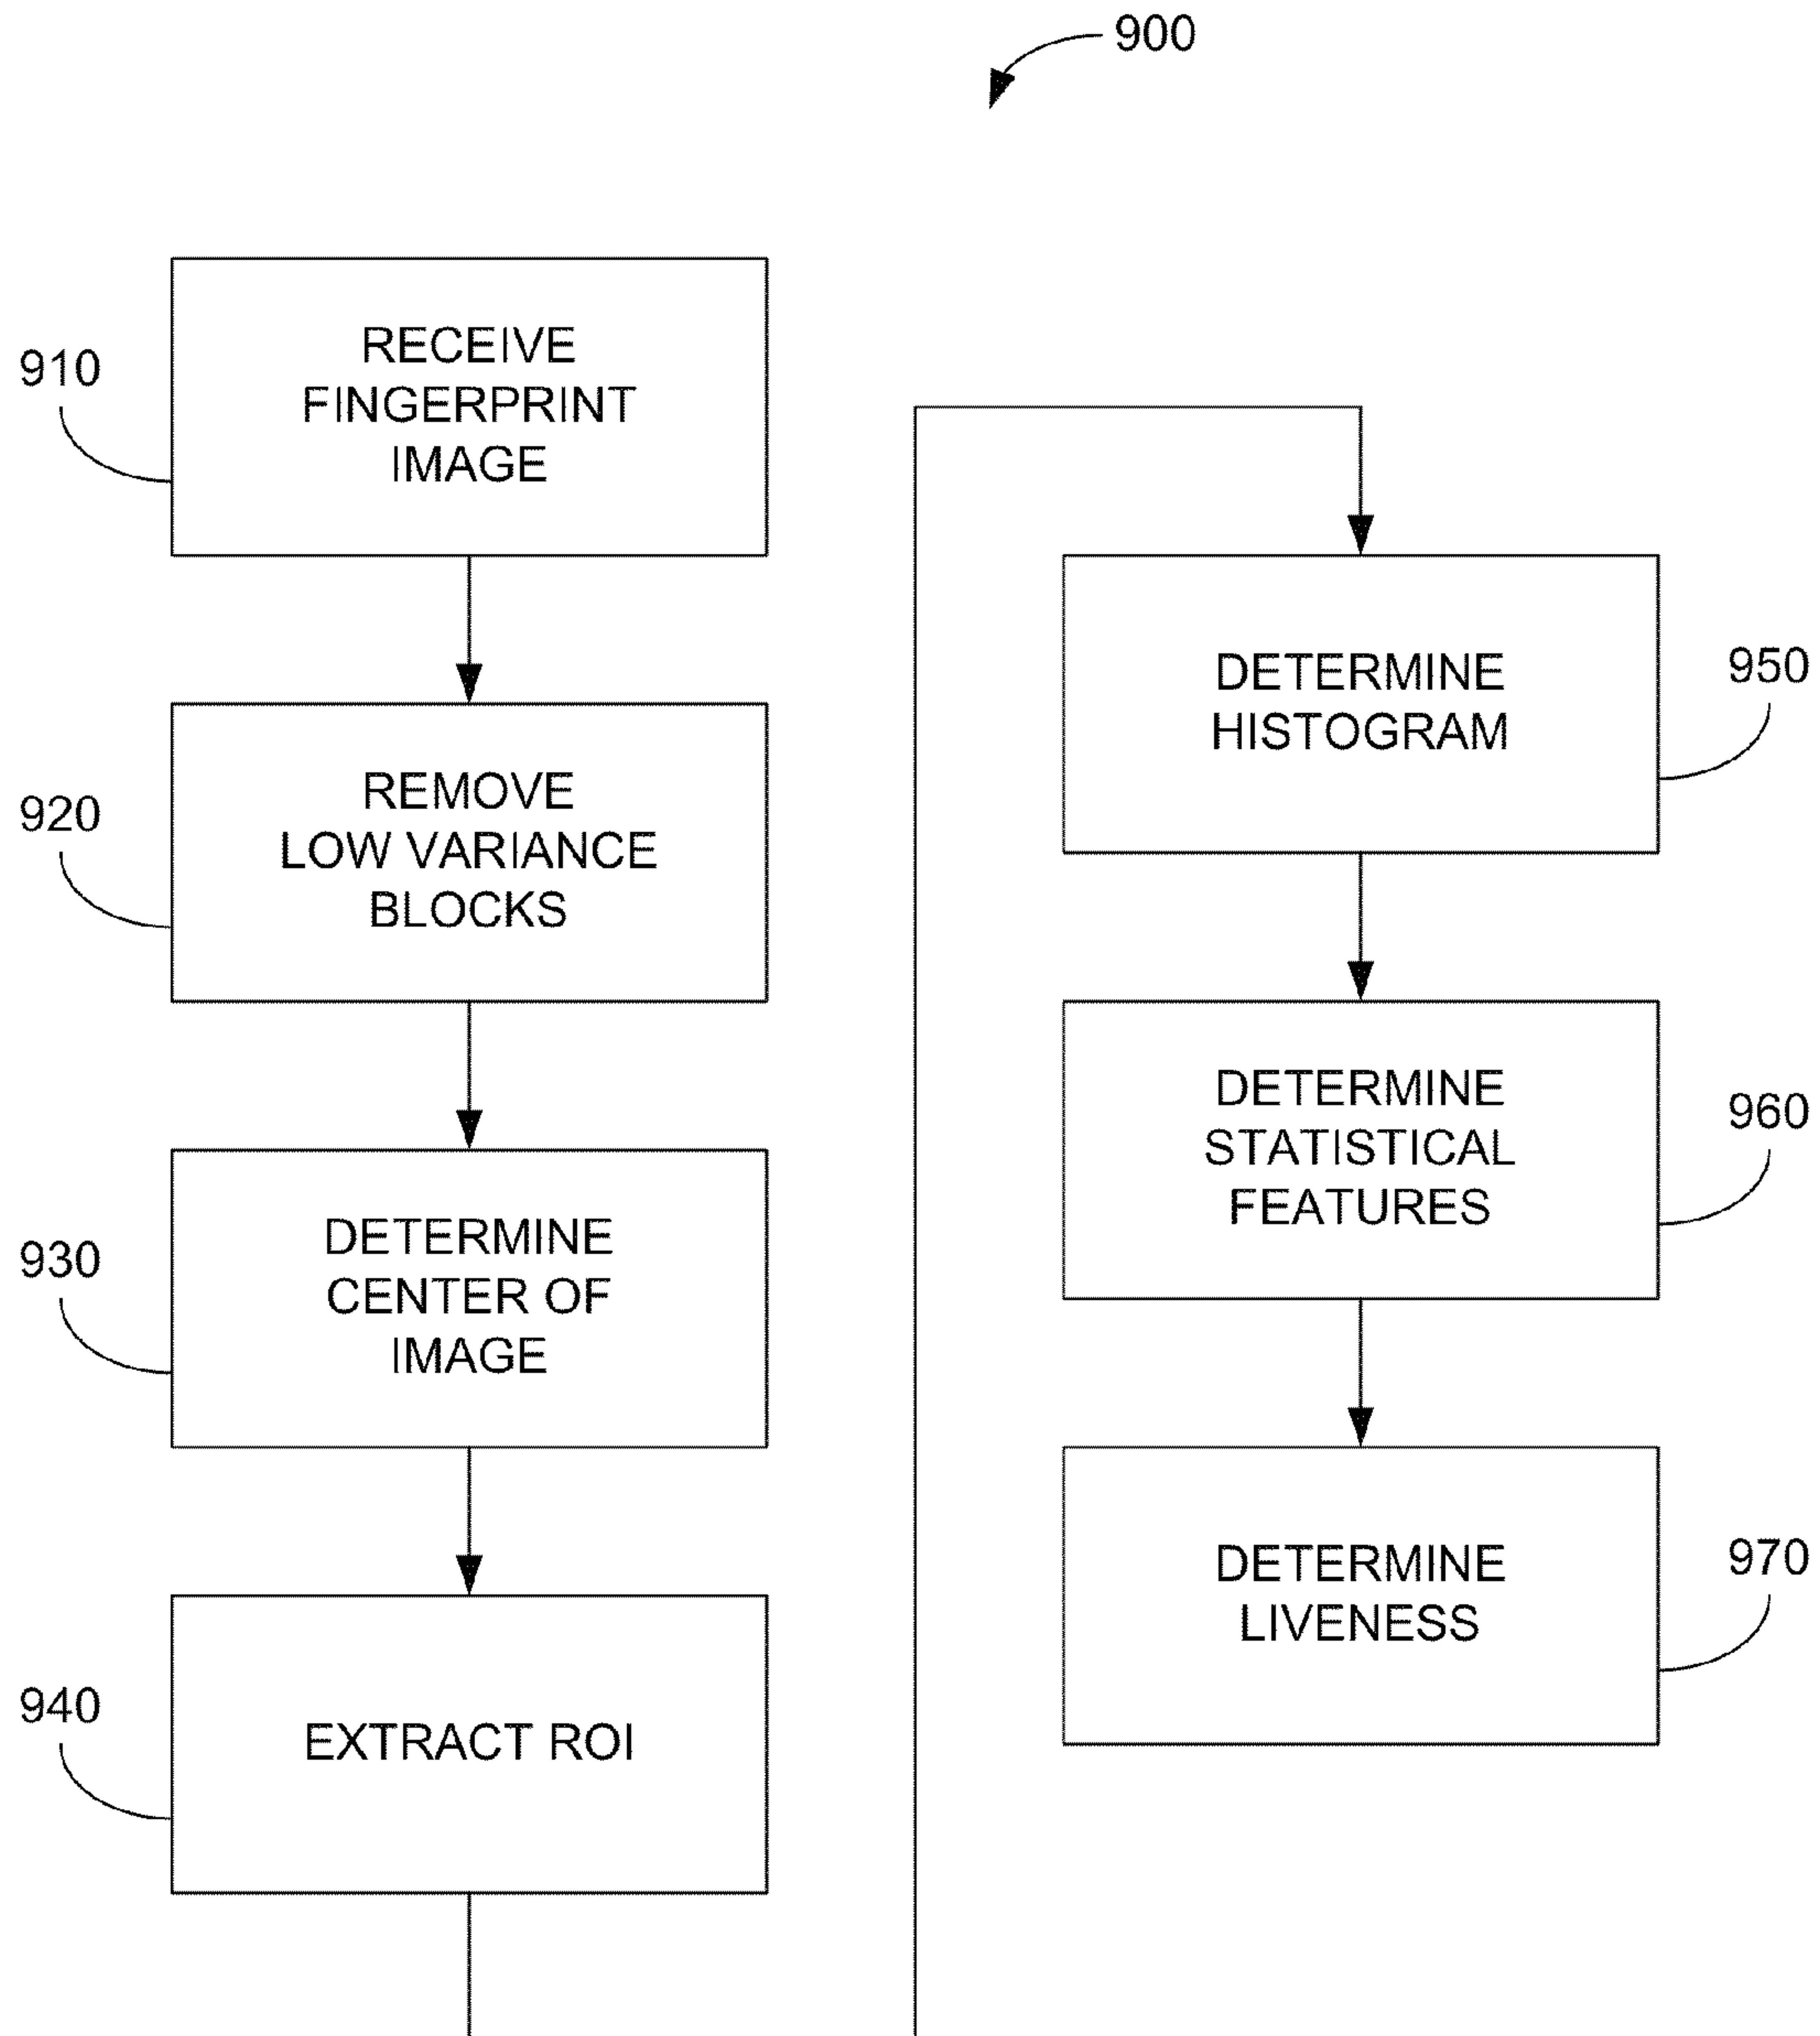 900
910
RECEIVE
FINGERPRINT
IMAGE
920
REMOVE
LOW VARIANCE
BLOCKS
930
DETERMINE
CENTER OF
IMAGE
940
EXTRACT ROI
DETERMINE
HISTOGRAM
950
DETERMINE
STATISTICAL
FEATURES
960
DETERMINE
LIVENESS
970